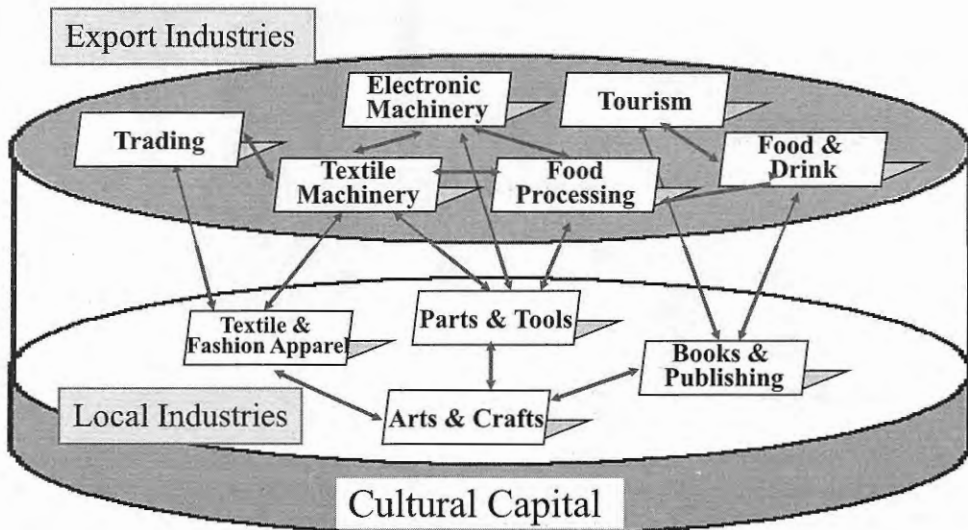 Export Industries
Electronic
Machinery
Tourism
Trading
Food &
Drink
Textile
Machinery
Food
Processing
Textile &
Fashion Apparel
Parts & Tools
Books &
Publishing
Local Industries
Arts & Crafts
Cultural Capital